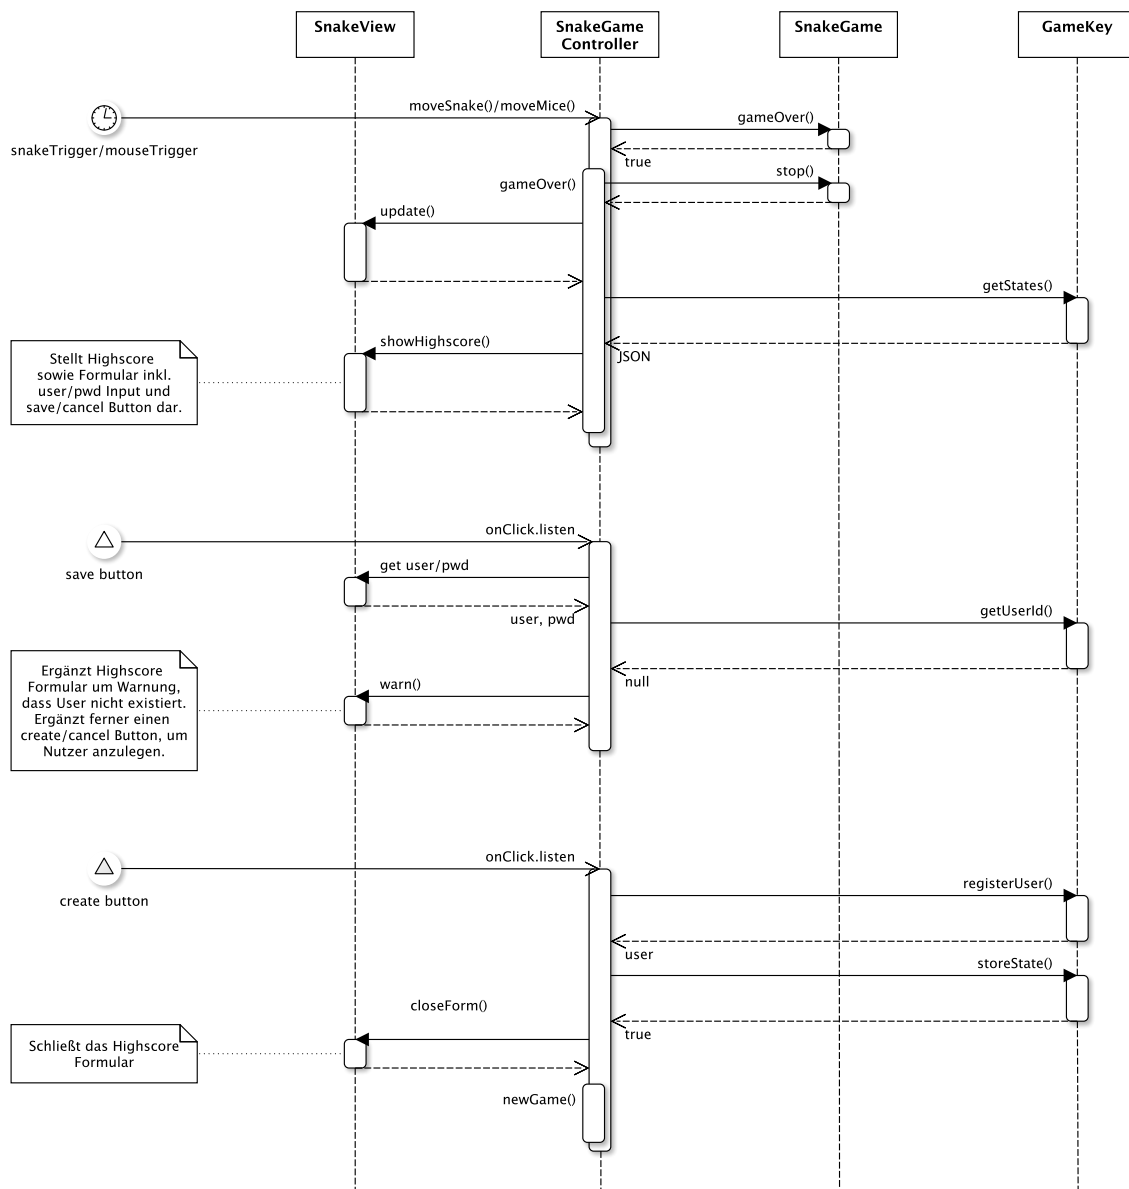 SnakeView
SnakeGame
Controller
SnakeGame
GameKey
moveSnake()/moveMice()
snakeTrigger/mouseTrigger
gameOver()
true
gameOver()
stop()
update()
getStates()
JSON
showHighscore()
Stellt Highscore
sowie Formular inkl.
user/pwd Input und
save/cancel Button dar.
onClick.listen
save button
get user/pwd
user, pwd
getUserId()
null
warn()
Ergänzt Highscore
Formular um Warnung,
dass User nicht existiert.
Ergänzt ferner einen
create/cancel Button, um
Nutzer anzulegen.
onClick.listen
create button
registerUser()
user
storeState()
true
closeForm()
Schließt das Highscore
Formular
newGame()